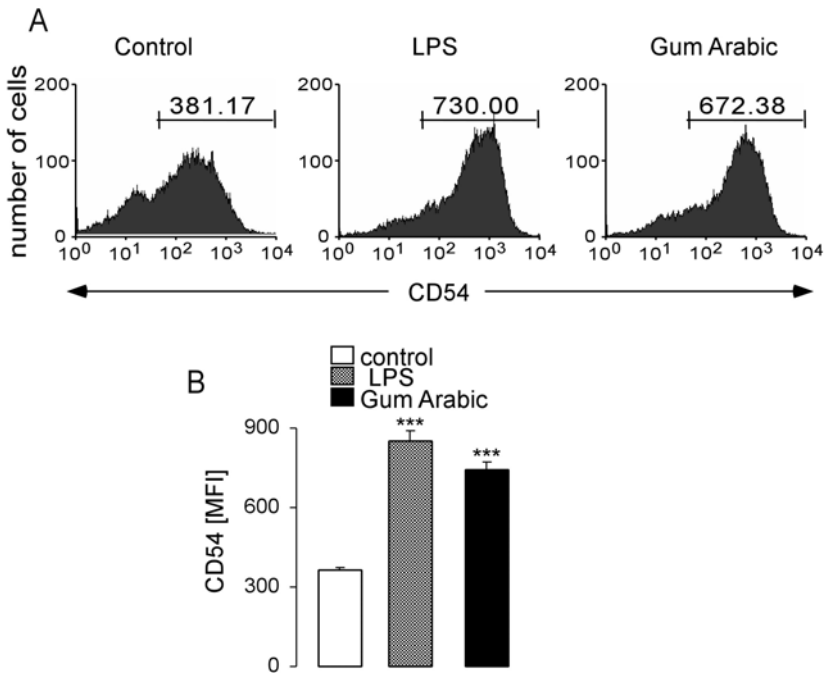 A
Control LPS Gum Arabic
number of cells
200 200 200
381.17 730.00 672.38
100 100 100
0 0 0
10⁰ 10¹ 10² 10³ 10⁴ 10⁰ 10¹ 10² 10³ 10⁴ 10⁰ 10¹ 10² 10³ 10⁴
CD54
B
control
LPS
Gum Arabic
CD54 [MFI]
900
*** ***
600
300
0